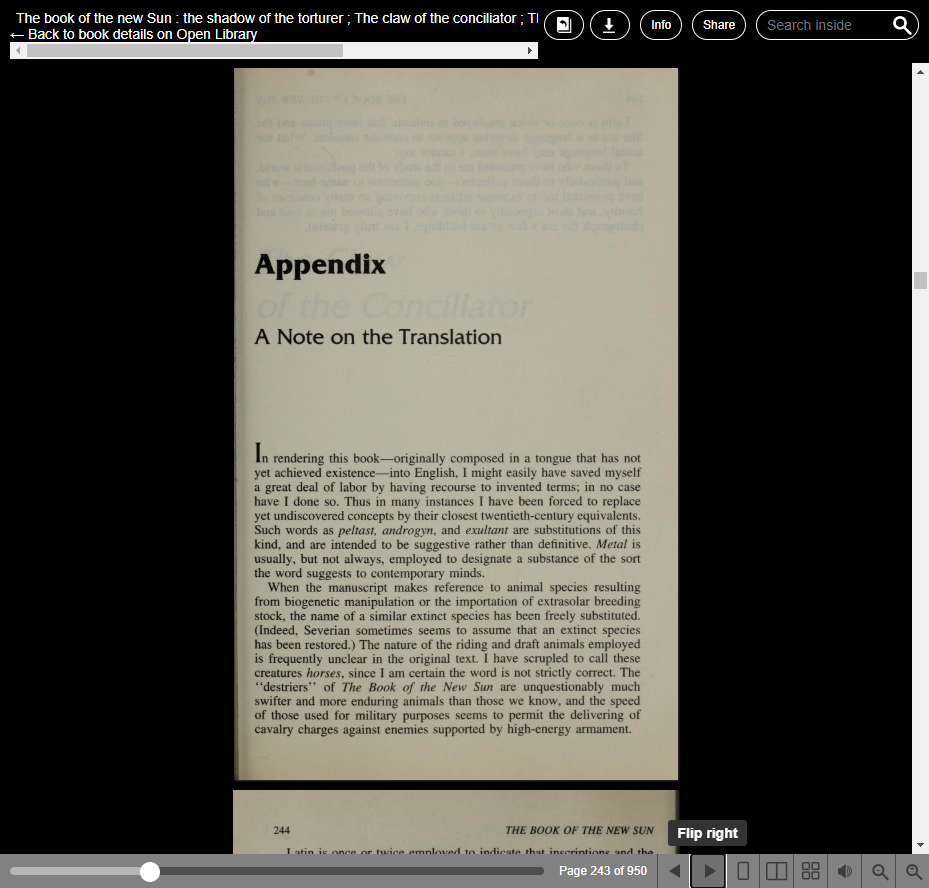 The book of the new Sun : the shadow of the torturer ; The claw of the conciliator ; Tl
← Back to book details on Open Library
Info
Share
Search inside
Appendix
A Note on the Translation
In rendering this book—originally composed in a tongue that has not
yet achieved existence—into English, I might easily have saved myself
a great deal of labor by having recourse to invented terms; in no case
have I done so. Thus in many instances I have been forced to replace
yet undiscovered concepts by their closest twentieth-century equivalents.
Such words as peltast, androgyn, and exultant are substitutions of this
kind, and are intended to be suggestive rather than definitive. Metal is
usually, but not always, employed to designate a substance of the sort
the word suggests to contemporary minds.
When the manuscript makes reference to animal species resulting
from biogenetic manipulation or the importation of extrasolar breeding
stock, the name of a similar extinct species has been freely substituted.
(Indeed, Severian sometimes seems to assume that an extinct species
has been restored.) The nature of the riding and draft animals employed
is frequently unclear in the original text. I have scrupled to call these
creatures horses, since I am certain the word is not strictly correct. The
‘‘destriers’’ of The Book of the New Sun are unquestionably much
swifter and more enduring animals than those we know, and the speed
of those used for military purposes seems to permit the delivering of
cavalry charges against enemies supported by high-energy armament.
244 THE BOOK OF THE NEW SUN
Latin is once or twice employed to indicate that inscriptions and the
Flip right
Page 243 of 950